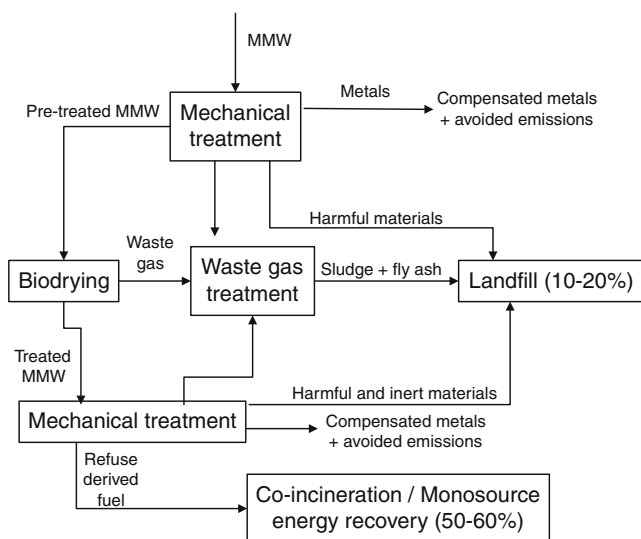 MMW
Metals
Pre-treated MMW
Mechanical
treatment
Compensated metals
+ avoided emissions
Harmful materials
Waste
gas
Biodrying
Waste gas
treatment
Sludge + fly ash
Landfill (10-20%)
Treated
MMW
Harmful and inert materials
Mechanical treatment
Compensated metals
+ avoided emissions
Refuse
derived
fuel
Co-incineration / Monosource
energy recovery (50-60%)